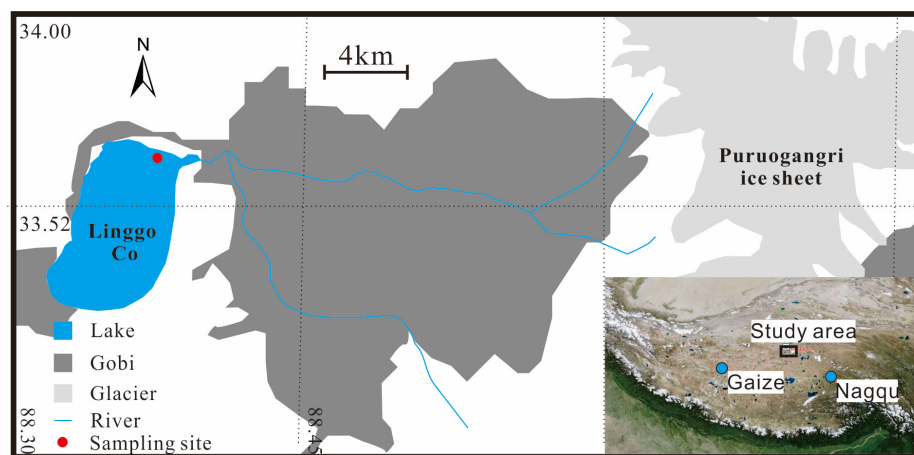 34.00
N
4km
Puruogangri
ice sheet
33.52
Linggo
Co
Lake
Gobi
Glacier
River
Sampling site
88.30
88.45
Study area
Gaize
Nagqu